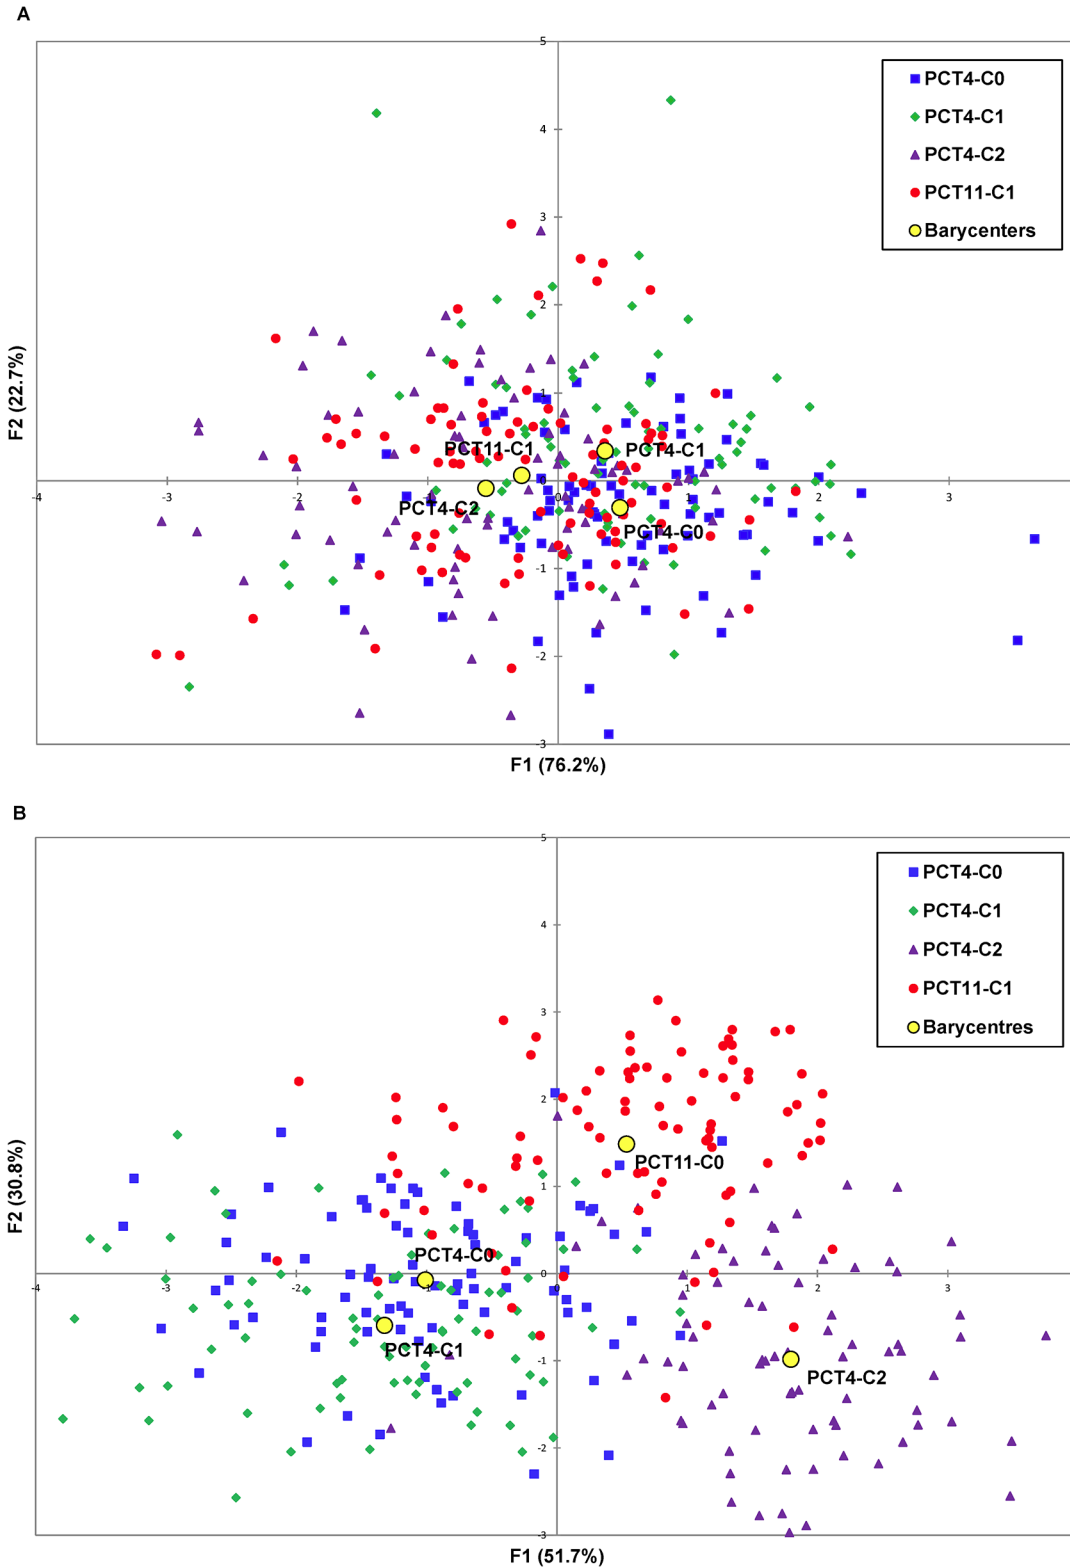 A
5
4
3
2
1
0
-1
-2
-3
-4
-3
-2
-1
1
2
3
F2 (22.7%)
F1 (76.2%)
PCT4-C0
PCT4-C1
PCT4-C2
PCT11-C1
Barycenters
PCT11-C1
PCT4-C1
PCT4-C2
PCT4-C0
B
5
4
3
2
1
0
-1
-2
-3
-4
-3
-2
-1
1
2
3
F2 (30.8%)
F1 (51.7%)
PCT4-C0
PCT4-C1
PCT4-C2
PCT11-C1
Barycentres
PCT11-C0
PCT4-C0
PCT4-C1
PCT4-C2